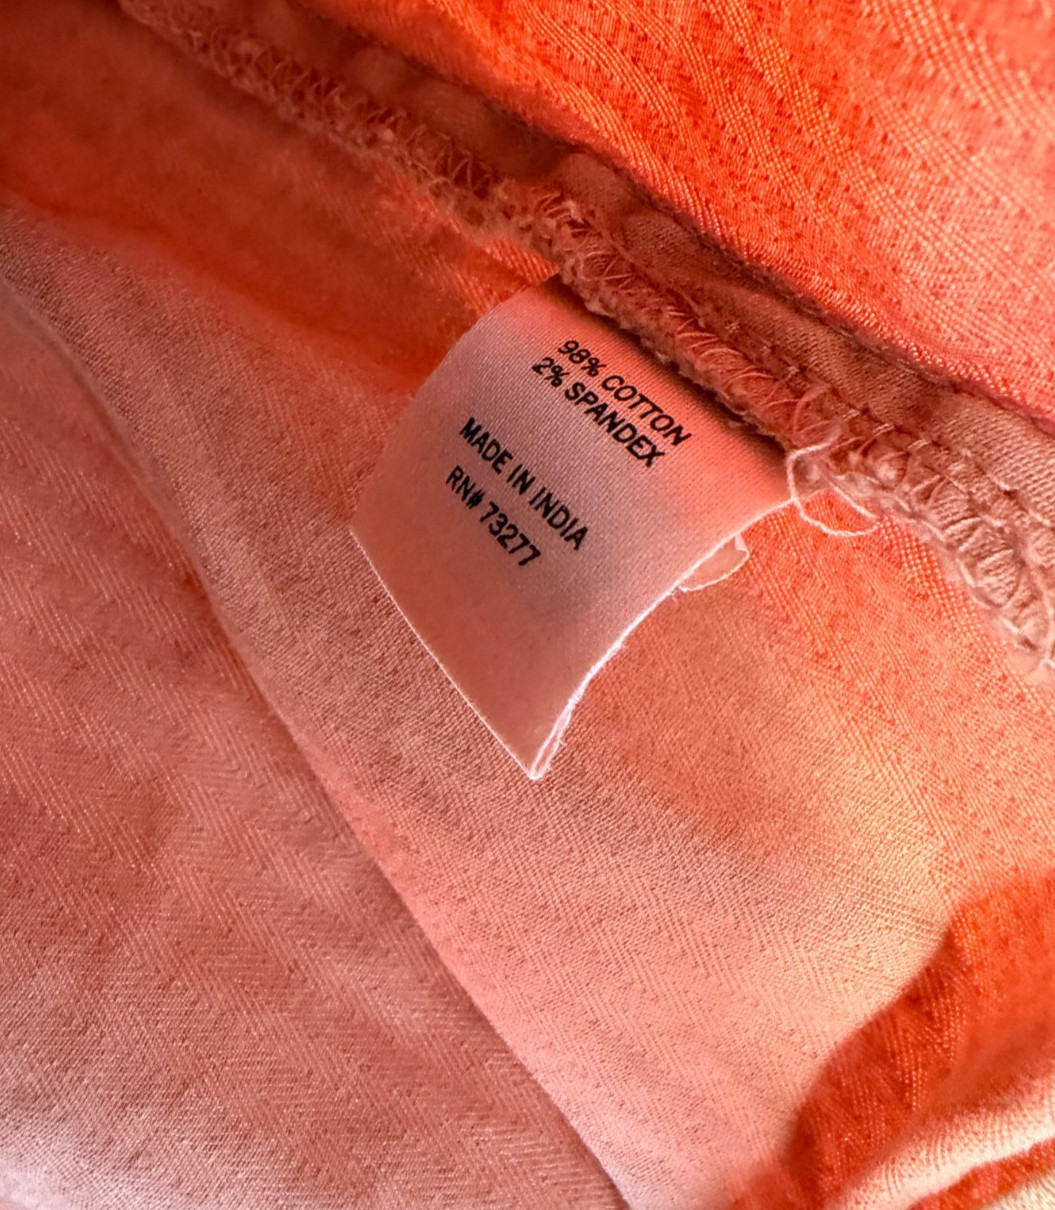 98% COTTON
2% SPANDEX
MADE IN INDIA
RN# 73277